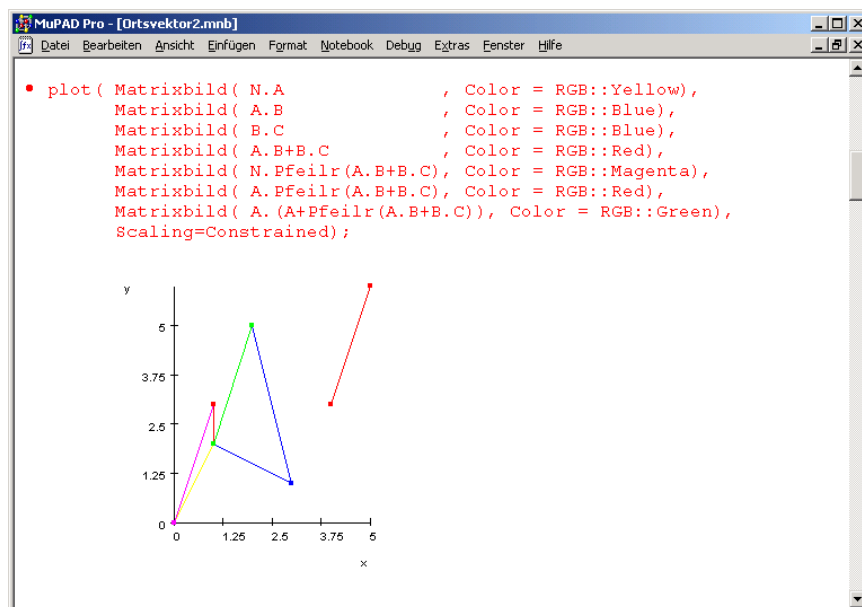 MuPAD Pro - [Ortsvektor2.mnb]
Datei Bearbeiten Ansicht Einfügen Format Notebook Debug Extras Fenster Hilfe
plot( Matrixbild( N.A , Color = RGB::Yellow),
Matrixbild( A.B , Color = RGB::Blue),
Matrixbild( B.C , Color = RGB::Blue),
Matrixbild( A.B+B.C , Color = RGB::Red),
Matrixbild( N.Pfeilr(A.B+B.C), Color = RGB::Magenta),
Matrixbild( A.Pfeilr(A.B+B.C), Color = RGB::Red),
Matrixbild( A.(A+Pfeilr(A.B+B.C)), Color = RGB::Green),
Scaling=Constrained);
y
5
3.75
2.5
1.25
0
0 1.25 2.5 3.75 5
x